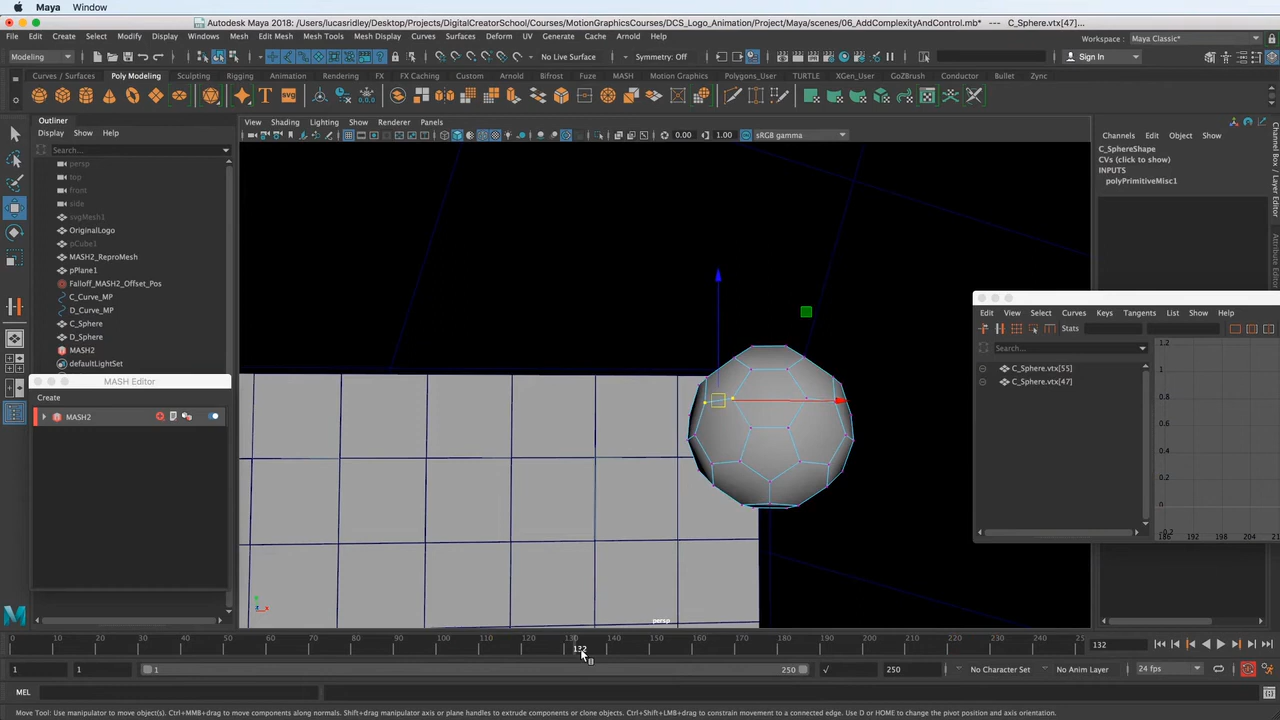 Maya Window
Autodesk Maya 2018: /Users/lucasridley/Desktop/Projects/DigitalCreatorSchool/Courses/MotionGraphicsCourses/DCS_Logo_Animation/Project/Maya/scenes/06_AddComplexityAndControl.mb* --- C_Sphere.vtx[47]...
File Edit Create Select Modify Display Windows Mesh Edit Mesh Mesh Tools Mesh Display Curves Surfaces Deform UV Generate Cache Arnold Help Workspace : Maya Classic*
Modeling No Live Surface Symmetry: Off Sign In
Curves / Surfaces Poly Modeling Sculpting Rigging Animation Rendering FX FX Caching Custom Arnold Bifrost Fuze MASH Motion Graphics Polygons_User TURTLE XGen_User GoZBrush Conductor Bullet Zync
Outliner
Display Show Help
Search...
persp
top
front
side
svgMesh1
OriginalLogo
pCube1
MASH2_ReproMesh
pPlane1
Falloff_MASH2_Offset_Pos
C_Curve_MP
D_Curve_MP
C_Sphere
D_Sphere
MASH2
defaultLightSet
MASH Editor
Create
MASH2
View Shading Lighting Show Renderer Panels
0.00 1.00 sRGB gamma
persp
Channels Edit Object Show
C_SphereShape
CVs (click to show)
INPUTS
polyPrimitiveMisc1
Channel Box / Layer Editor
Attribute Editor
Edit View Select Curves Keys Tangents List Show Help
Stats
Search...
C_Sphere.vtx[55]
C_Sphere.vtx[47]
1.2
1
0.8
0.6
0.4
0.2
0
-0.2
186 192 198 204 21
0 10 20 30 40 50 60 70 80 90 100 110 120 130 140 150 160 170 180 190 200 210 220 230 240 25
132 132
1 1 1 250 250 No Character Set No Anim Layer 24 fps
MEL
Move Tool: Use manipulator to move object(s). Ctrl+MMB+drag to move components along normals. Shift+drag manipulator axis or plane handles to extrude components or clone objects. Ctrl+Shift+LMB+drag to constrain movement to a connected edge. Use D or HOME to change the pivot position and axis orientation.